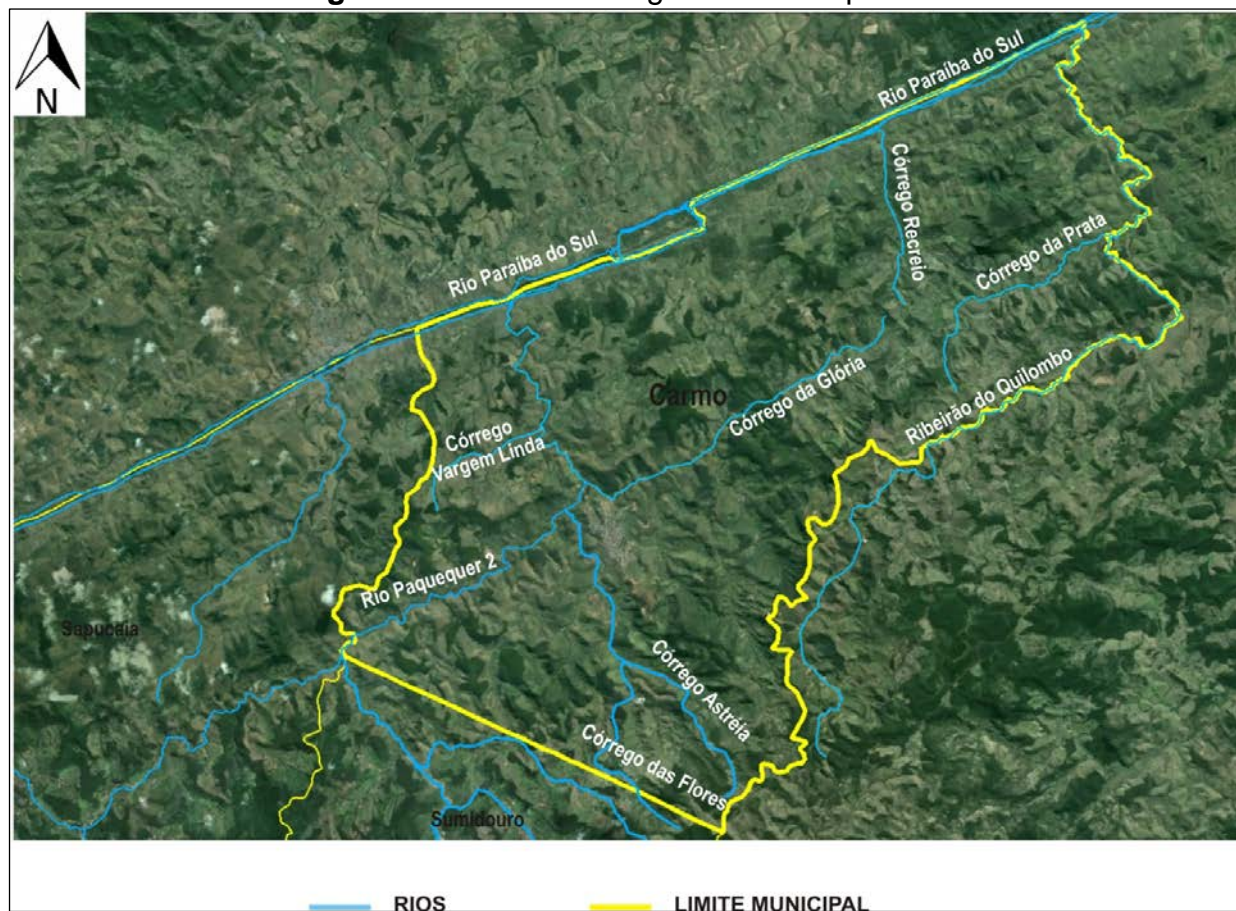 N
Rio Paraíba do Sul
Rio Paraíba do Sul
Córrego Recreio
Córrego da Prata
Carmo
Córrego da Glória
Ribeirão do Quilombo
Córrego
Vargem Linda
Rio Paquequer 2
Sapucaia
Córrego Astréia
Córrego das Flores
Sumidouro
RIOS
LIMITE MUNICIPAL